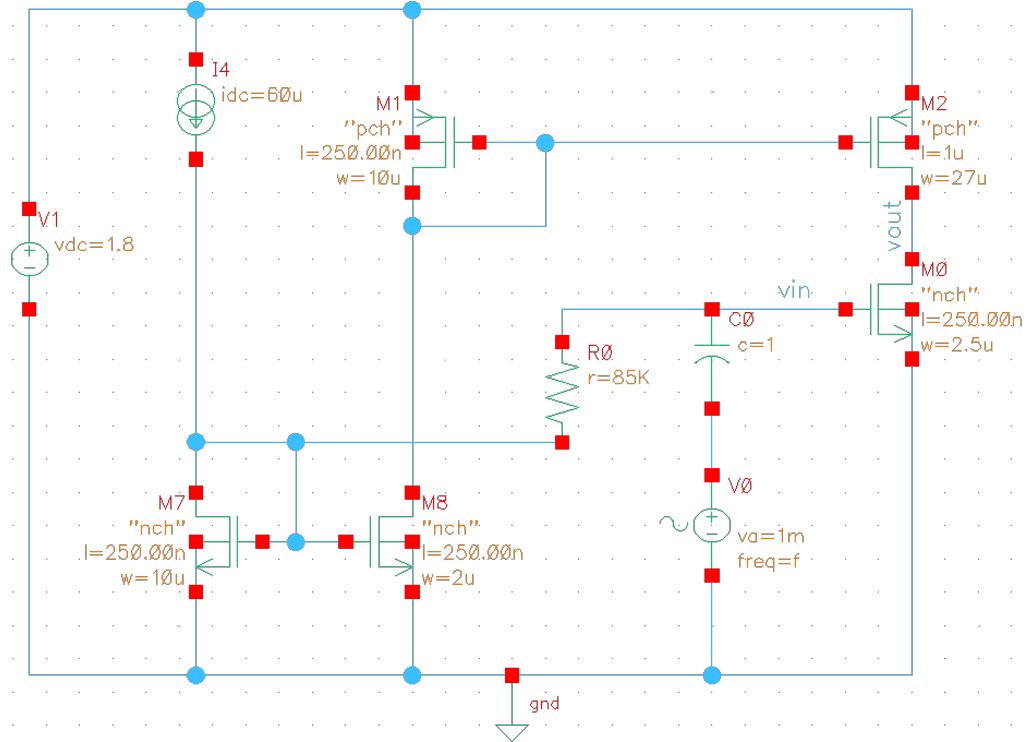 I4
idc=60u
M1
"pch"
l=250.00n
w=10u
M2
"pch"
l=1u
w=27u
V1
vdc=1.8
vout
M0
"nch"
l=250.00n
w=2.5u
vin
C0
c=1
R0
r=85K
M7
"nch"
l=250.00n
w=10u
M8
"nch"
l=250.00n
w=2u
V0
va=1m
freq=f
gnd